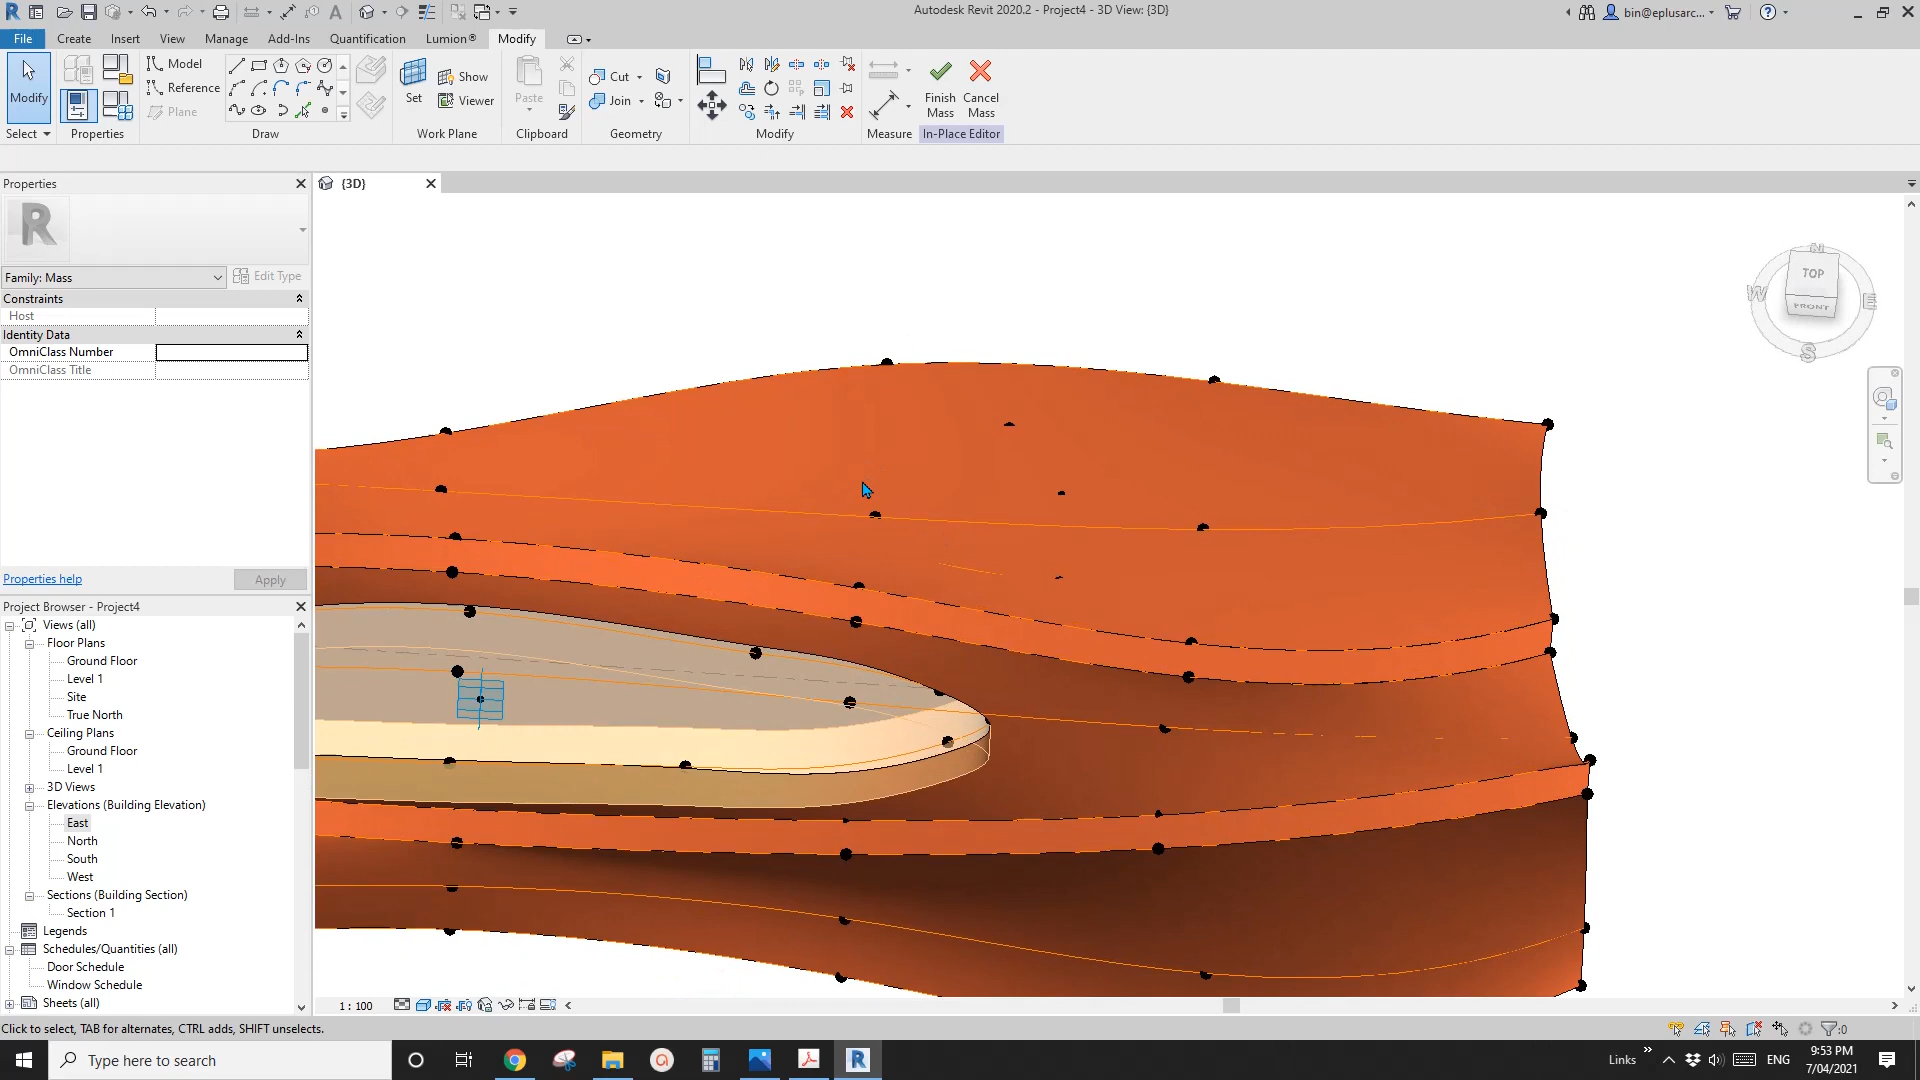 Autodesk Revit 2020.2 - Project4 - 3D View: {3D}
bin@eplusarc...
File
Create
Insert
View
Manage
Add-Ins
Quantification
Lumion®
Modify
Modify
Select
Properties
Model
Reference
Plane
Draw
Set
Show
Viewer
Work Plane
Paste
Clipboard
Cut
Join
Geometry
Modify
Measure
Finish Mass
Cancel Mass
In-Place Editor
Properties
{3D}
R
Family: Mass
Edit Type
Constraints
Host
Identity Data
OmniClass Number
OmniClass Title
Properties help
Apply
Project Browser - Project4
Views (all)
Floor Plans
Ground Floor
Level 1
Site
True North
Ceiling Plans
Ground Floor
Level 1
3D Views
Elevations (Building Elevation)
East
North
South
West
Sections (Building Section)
Section 1
Legends
Schedules/Quantities (all)
Door Schedule
Window Schedule
Sheets (all)
N
W
TOP
FRONT
E
S
1 : 100
Click to select, TAB for alternates, CTRL adds, SHIFT unselects.
:0
Type here to search
Links
ENG
9:53 PM
7/04/2021